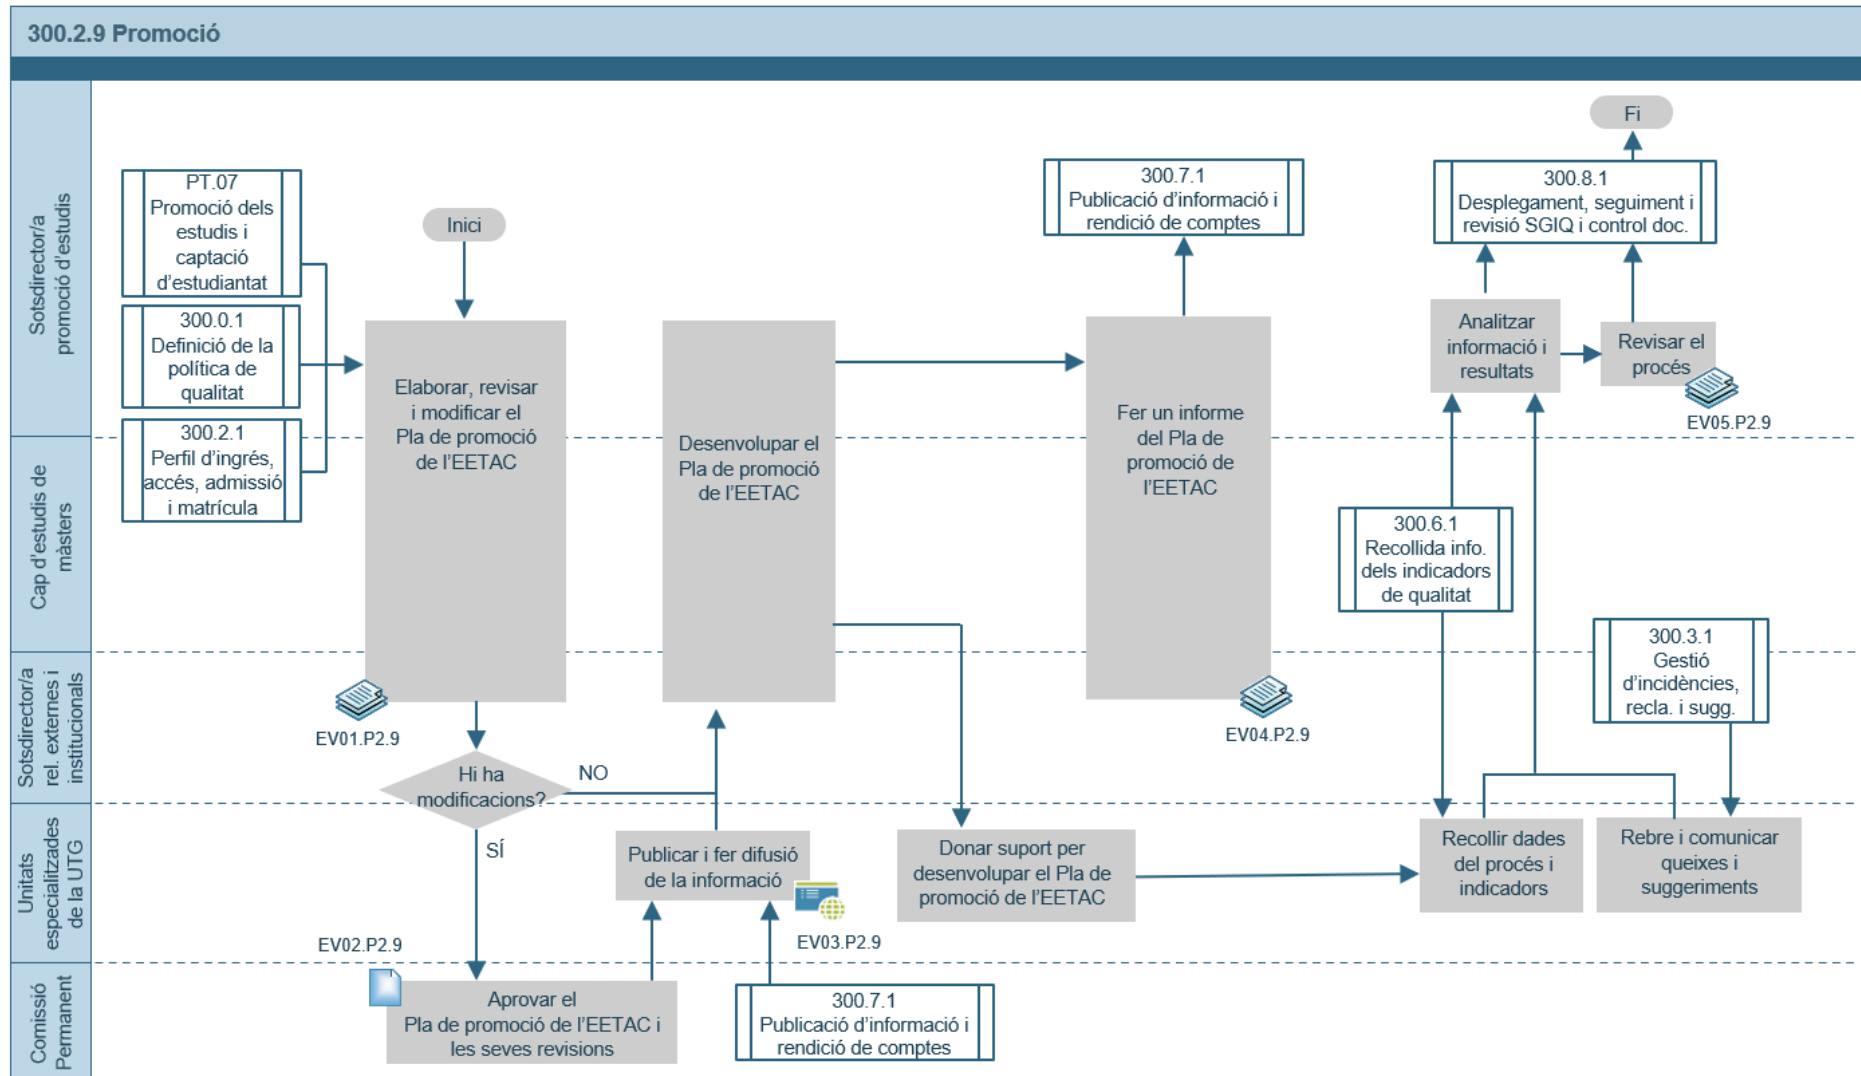 300.2.9 Promoció
Sotsdirector/a
promoció d'estudis
PT.07
Promoció dels
estudis i
captació
d'estudiantat
300.0.1
Definició de la
política de
qualitat
300.2.1
Perfil d'ingrés,
accés, admissió
i matrícula
Inici
Elaborar, revisar
i modificar el
Pla de promoció
de l'EETAC
EV01.P2.9
Desenvolupar el
Pla de promoció
de l'EETAC
300.7.1
Publicació d'informació i
rendició de comptes
Fer un informe
del Pla de
promoció de
l'EETAC
EV04.P2.9
Fi
300.8.1
Desplegament, seguiment i
revisió SGIQ i control doc.
Analitzar
informació i
resultats
Revisar el
procés
EV05.P2.9
Cap d'estudis de
màsters
300.6.1
Recollida info.
dels indicadors
de qualitat
300.3.1
Gestió
d'incidències,
recla. i sugg.
Sotsdirector/a
rel. externes i
institucionals
Hi ha
modificacions?
NO
SÍ
Unitats
especialitzades
de la UTG
Publicar i fer difusió
de la informació
EV03.P2.9
Donar suport per
desenvolupar el Pla de
promoció de l'EETAC
Recollir dades
del procés i
indicadors
Rebre i comunicar
queixes i
suggeriments
EV02.P2.9
Comissió
Permanent
Aprovar el
Pla de promoció de l'EETAC i
les seves revisions
300.7.1
Publicació d'informació i
rendició de comptes